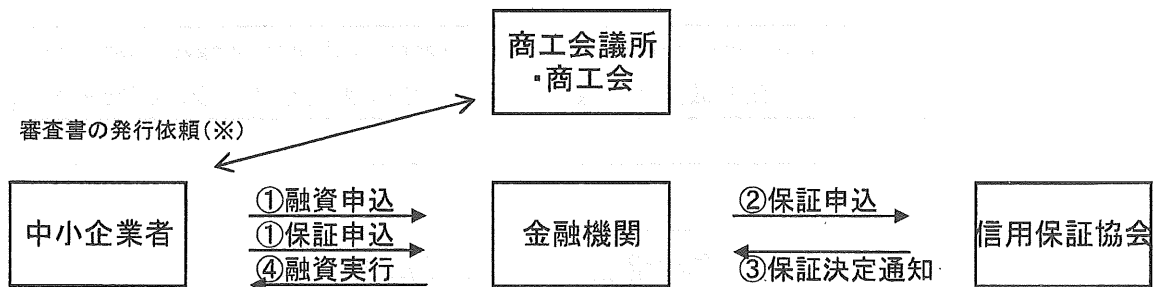 商工会議所
・商工会
審査書の発行依頼(※)
中小企業者
①融資申込
①保証申込
④融資実行
金融機関
②保証申込
③保証決定通知
信用保証協会